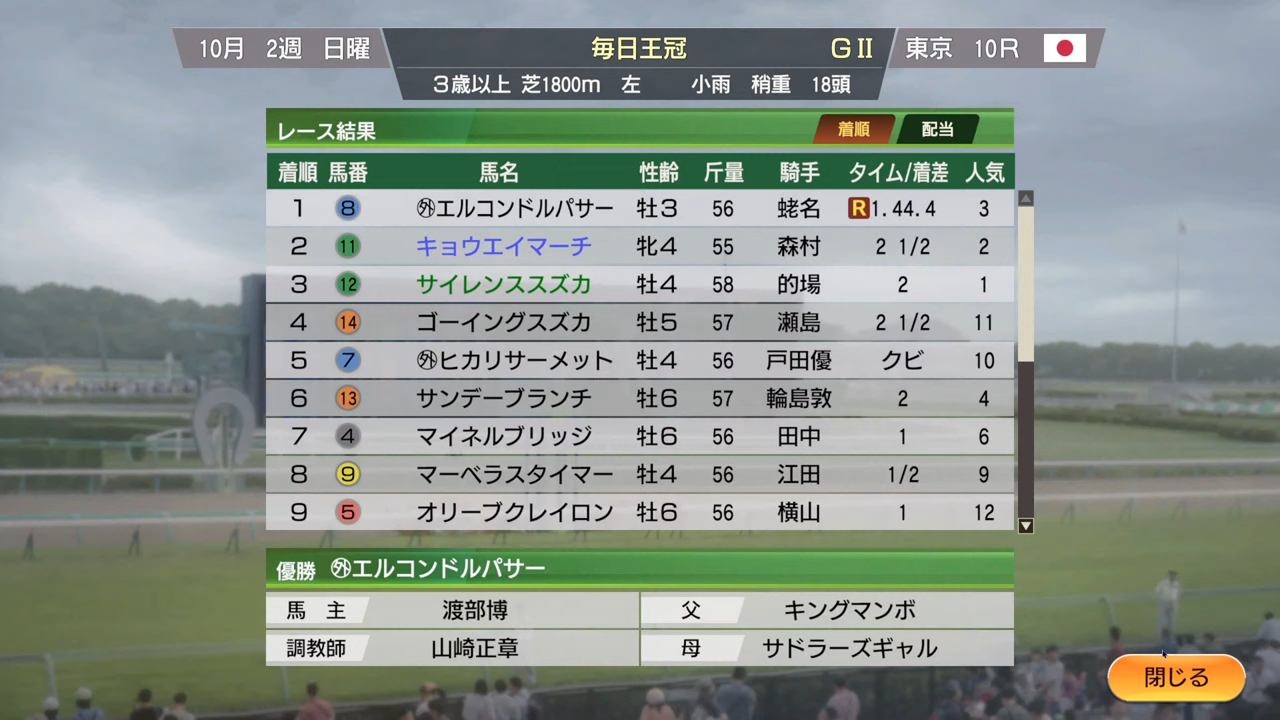 10月 2週 日曜 毎日王冠 GⅡ 東京 10R
3歳以上 芝1800m 左 小雨 稍重 18頭
レース結果 着順 配当
着順 馬番 馬名 性齢 斤量 騎手 タイム/着差 人気
1 8 ㊕エルコンドルパサー 牡3 56 蛯名 R1.44.4 3
2 11 キョウエイマーチ 牝4 55 森村 2 1/2 2
3 12 サイレンススズカ 牡4 58 的場 2 1
4 14 ゴーイングスズカ 牡5 57 瀬島 2 1/2 11
5 7 外ヒカリサーメット 牡4 56 戸田優 クビ 10
6 13 サンデーブランチ 牡6 57 輪島敦 2 4
7 4 マイネルブリッジ 牡6 56 田中 1 6
8 9 マーベラスタイマー 牡4 56 江田 1/2 9
9 5 オリーブクレイロン 牡6 56 横山 1 12
優勝 外エルコンドルパサー
馬主 渡部博 父 キングマンボ
調教師 山崎正章 母 サドラーズギャル
閉じる